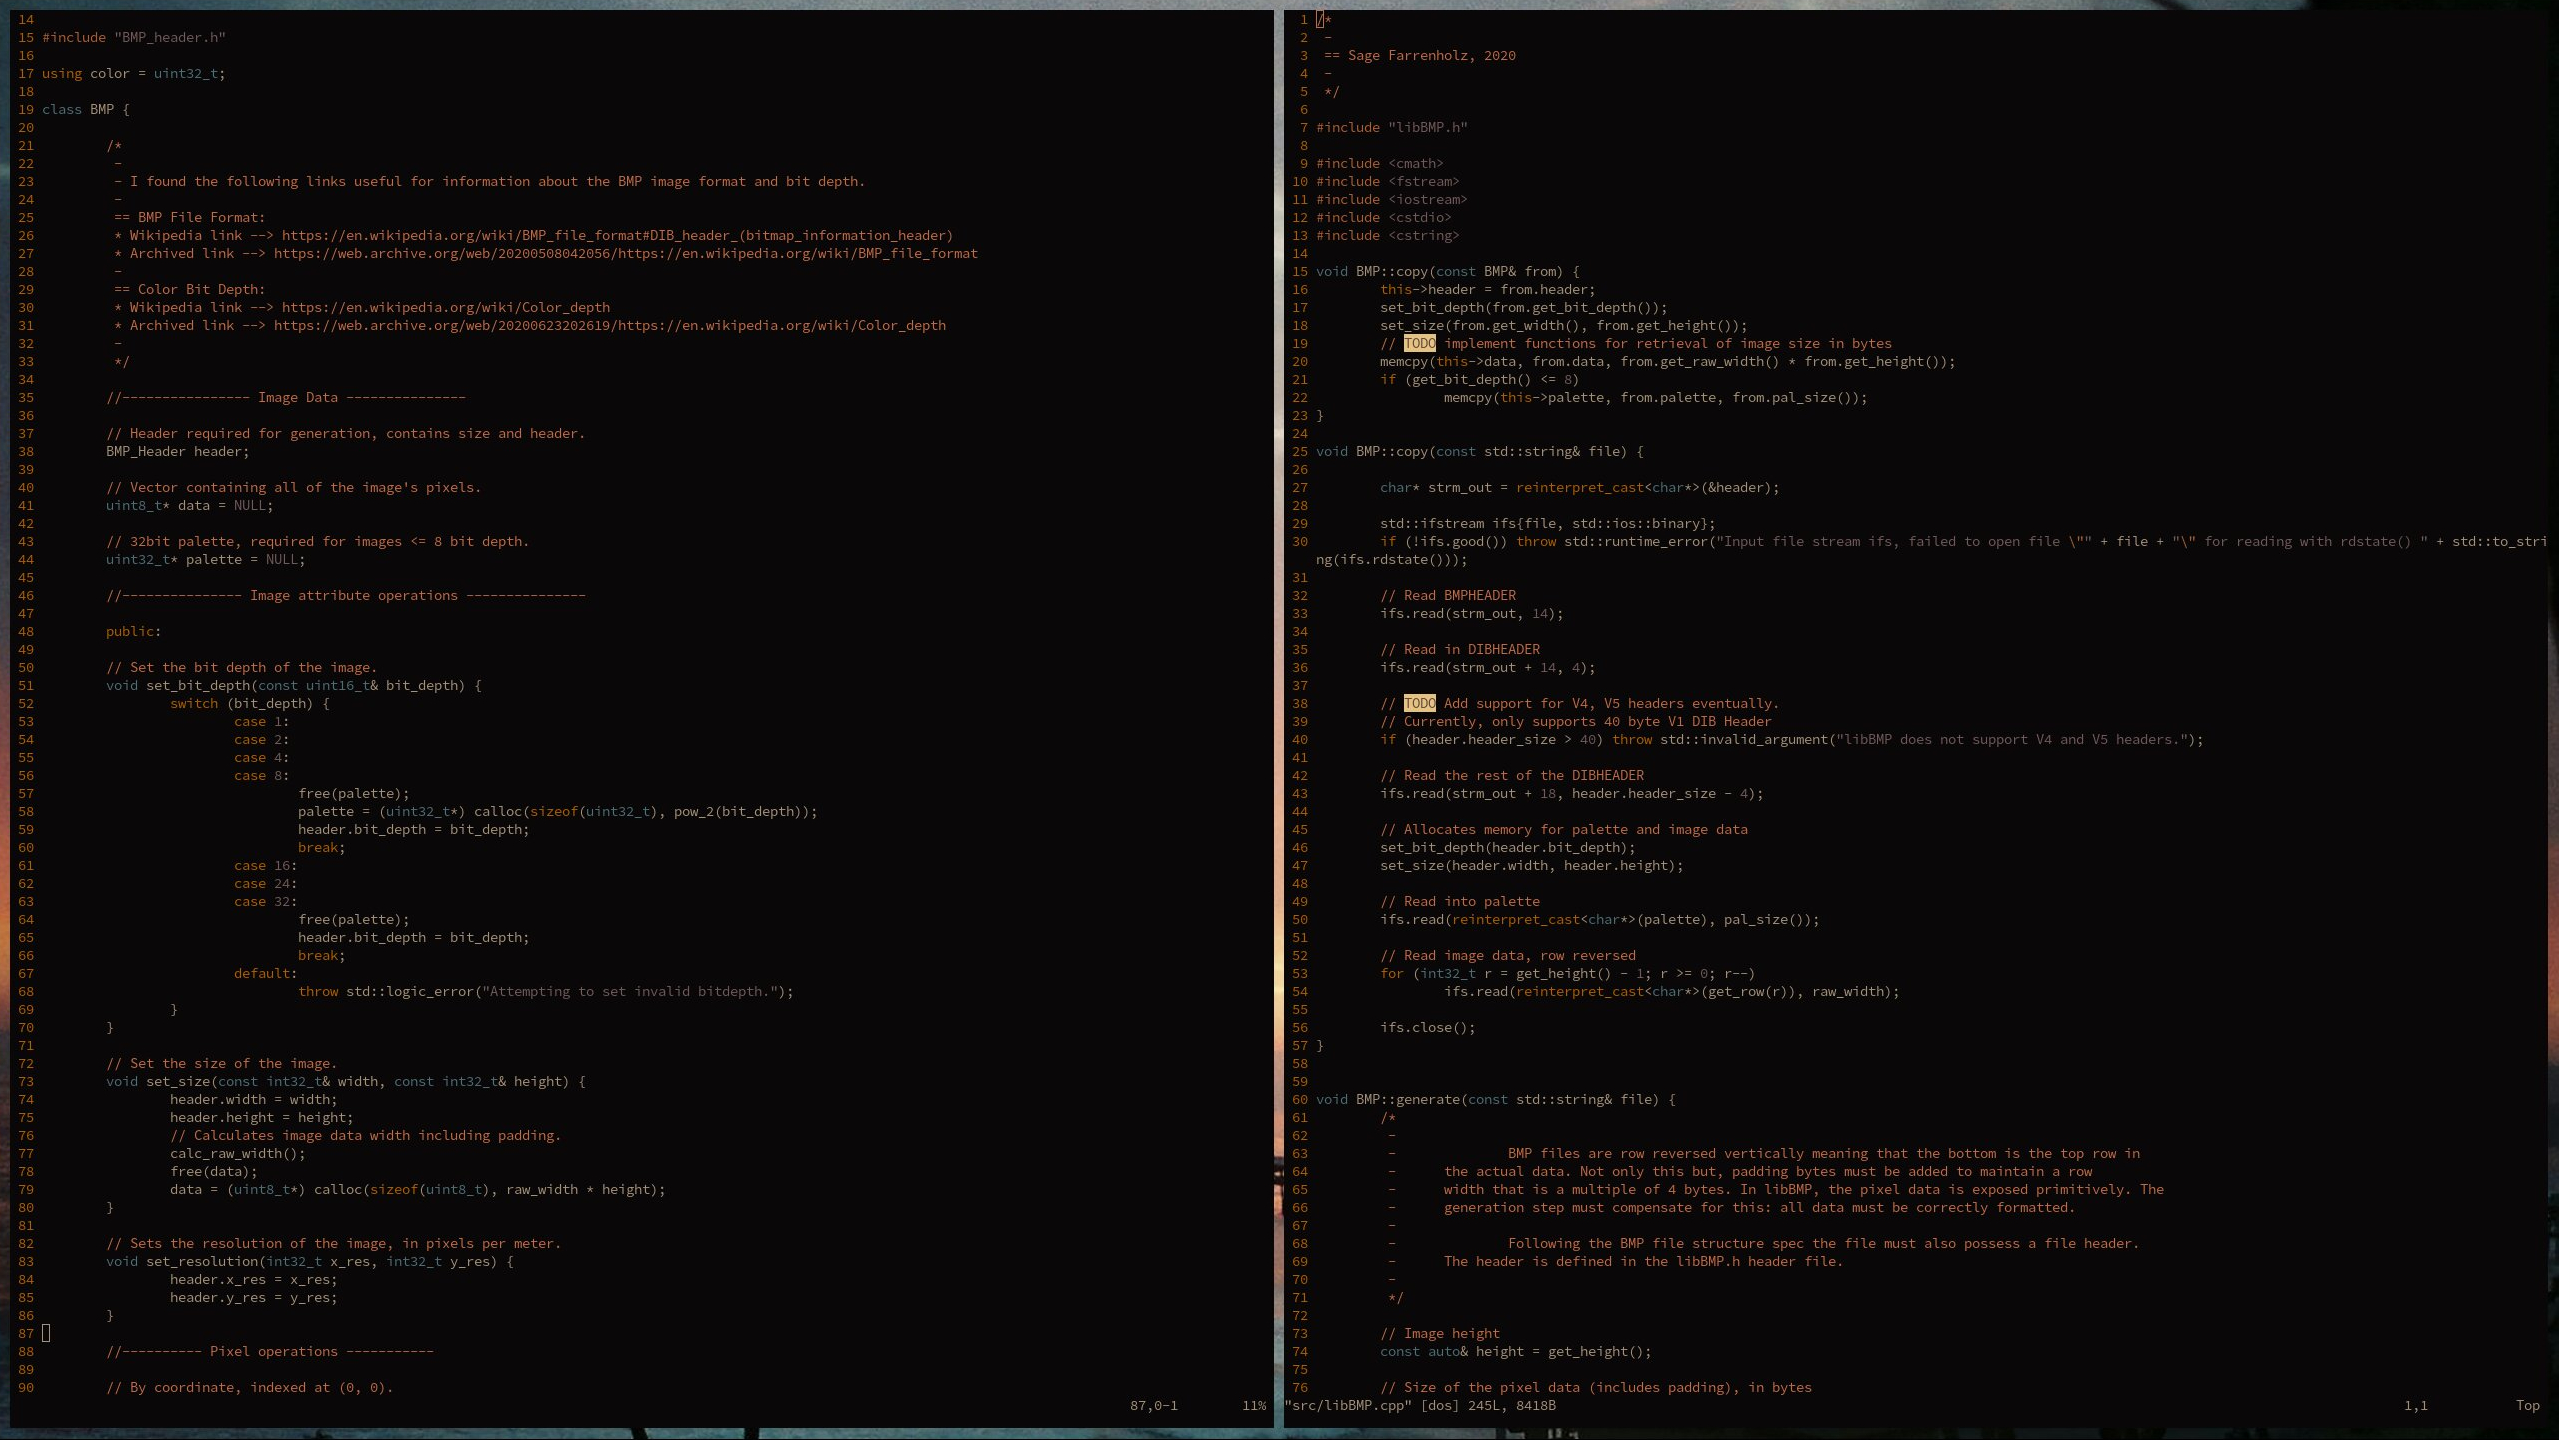 14
15 #include "BMP_header.h"
16
17 using color = uint32_t;
18
19 class BMP {
20
21         /*
22          -
23          - I found the following links useful for information about the BMP image format and bit depth.
24          -
25          == BMP File Format:
26          * Wikipedia link --> https://en.wikipedia.org/wiki/BMP_file_format#DIB_header_(bitmap_information_header)
27          * Archived link --> https://web.archive.org/web/20200508042056/https://en.wikipedia.org/wiki/BMP_file_format
28          -
29          == Color Bit Depth:
30          * Wikipedia link --> https://en.wikipedia.org/wiki/Color_depth
31          * Archived link --> https://web.archive.org/web/20200623202619/https://en.wikipedia.org/wiki/Color_depth
32          -
33          */
34
35         //---------------- Image Data ---------------
36
37         // Header required for generation, contains size and header.
38         BMP_Header header;
39
40         // Vector containing all of the image's pixels.
41         uint8_t* data = NULL;
42
43         // 32bit palette, required for images <= 8 bit depth.
44         uint32_t* palette = NULL;
45
46         //--------------- Image attribute operations ---------------
47
48         public:
49
50         // Set the bit depth of the image.
51         void set_bit_depth(const uint16_t& bit_depth) {
52                 switch (bit_depth) {
53                         case 1:
54                         case 2:
55                         case 4:
56                         case 8:
57                                 free(palette);
58                                 palette = (uint32_t*) calloc(sizeof(uint32_t), pow_2(bit_depth));
59                                 header.bit_depth = bit_depth;
60                                 break;
61                         case 16:
62                         case 24:
63                         case 32:
64                                 free(palette);
65                                 header.bit_depth = bit_depth;
66                                 break;
67                         default:
68                                 throw std::logic_error("Attempting to set invalid bitdepth.");
69                 }
70         }
71
72         // Set the size of the image.
73         void set_size(const int32_t& width, const int32_t& height) {
74                 header.width = width;
75                 header.height = height;
76                 // Calculates image data width including padding.
77                 calc_raw_width();
78                 free(data);
79                 data = (uint8_t*) calloc(sizeof(uint8_t), raw_width * height);
80         }
81
82         // Sets the resolution of the image, in pixels per meter.
83         void set_resolution(int32_t x_res, int32_t y_res) {
84                 header.x_res = x_res;
85                 header.y_res = y_res;
86         }
87
88         //---------- Pixel operations -----------
89
90         // By coordinate, indexed at (0, 0).
87,0-1        11%
1 /*
2  -
3  == Sage Farrenholz, 2020
4  -
5  */
6
7 #include "libBMP.h"
8
9 #include <cmath>
10 #include <fstream>
11 #include <iostream>
12 #include <cstdio>
13 #include <cstring>
14
15 void BMP::copy(const BMP& from) {
16         this->header = from.header;
17         set_bit_depth(from.get_bit_depth());
18         set_size(from.get_width(), from.get_height());
19         // TODO implement functions for retrieval of image size in bytes
20         memcpy(this->data, from.data, from.get_raw_width() * from.get_height());
21         if (get_bit_depth() <= 8)
22                 memcpy(this->palette, from.palette, from.pal_size());
23 }
24
25 void BMP::copy(const std::string& file) {
26
27         char* strm_out = reinterpret_cast<char*>(&header);
28
29         std::ifstream ifs{file, std::ios::binary};
30         if (!ifs.good()) throw std::runtime_error("Input file stream ifs, failed to open file \"" + file + "\" for reading with rdstate() " + std::to_stri
ng(ifs.rdstate()));
31
32         // Read BMPHEADER
33         ifs.read(strm_out, 14);
34
35         // Read in DIBHEADER
36         ifs.read(strm_out + 14, 4);
37
38         // TODO Add support for V4, V5 headers eventually.
39         // Currently, only supports 40 byte V1 DIB Header
40         if (header.header_size > 40) throw std::invalid_argument("libBMP does not support V4 and V5 headers.");
41
42         // Read the rest of the DIBHEADER
43         ifs.read(strm_out + 18, header.header_size - 4);
44
45         // Allocates memory for palette and image data
46         set_bit_depth(header.bit_depth);
47         set_size(header.width, header.height);
48
49         // Read into palette
50         ifs.read(reinterpret_cast<char*>(palette), pal_size());
51
52         // Read image data, row reversed
53         for (int32_t r = get_height() - 1; r >= 0; r--)
54                 ifs.read(reinterpret_cast<char*>(get_row(r)), raw_width);
55
56         ifs.close();
57 }
58
59
60 void BMP::generate(const std::string& file) {
61         /*
62          -
63          -              BMP files are row reversed vertically meaning that the bottom is the top row in
64          -      the actual data. Not only this but, padding bytes must be added to maintain a row
65          -      width that is a multiple of 4 bytes. In libBMP, the pixel data is exposed primitively. The
66          -      generation step must compensate for this: all data must be correctly formatted.
67          -
68          -              Following the BMP file structure spec the file must also possess a file header.
69          -      The header is defined in the libBMP.h header file.
70          -
71          */
72
73         // Image height
74         const auto& height = get_height();
75
76         // Size of the pixel data (includes padding), in bytes
"src/libBMP.cpp" [dos] 245L, 8418B        1,1        Top